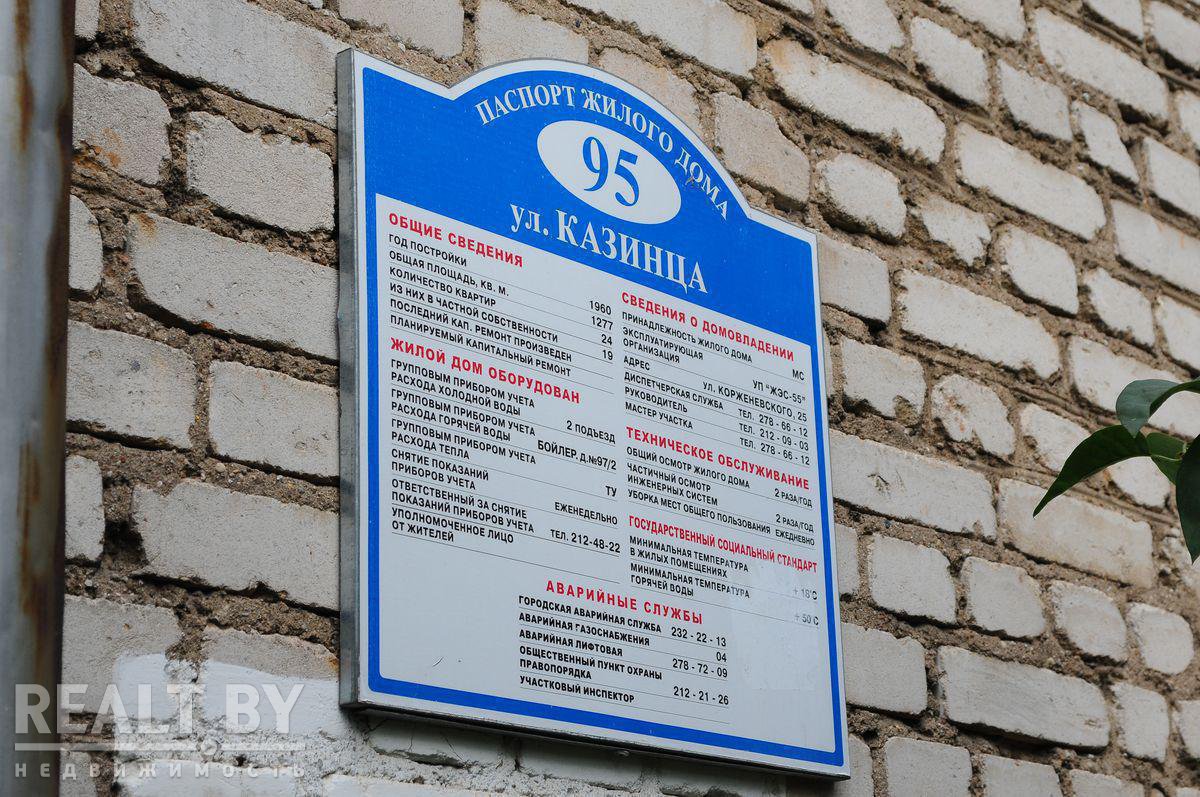 ПАСПОРТ ЖИЛОГО ДОМА
95
ул. КАЗИНЦА
ОБЩИЕ СВЕДЕНИЯ
ГОД ПОСТРОЙКИ 1960
ОБЩАЯ ПЛОЩАДЬ, КВ. М. 1277
КОЛИЧЕСТВО КВАРТИР 24
ИЗ НИХ В ЧАСТНОЙ СОБСТВЕННОСТИ 19
ПОСЛЕДНИЙ КАП. РЕМОНТ ПРОИЗВЕДЕН
ПЛАНИРУЕМЫЙ КАПИТАЛЬНЫЙ РЕМОНТ
ЖИЛОЙ ДОМ ОБОРУДОВАН
ГРУППОВЫМ ПРИБОРОМ УЧЕТА
РАСХОДА ХОЛОДНОЙ ВОДЫ 2 ПОДЪЕЗД
ГРУППОВЫМ ПРИБОРОМ УЧЕТА
РАСХОДА ГОРЯЧЕЙ ВОДЫ БОЙЛЕР, Д.№97/2
ГРУППОВЫМ ПРИБОРОМ УЧЕТА
РАСХОДА ТЕПЛА ТУ
СНЯТИЕ ПОКАЗАНИЙ
ПРИБОРОВ УЧЕТА ЕЖЕНЕДЕЛЬНО
ОТВЕТСТВЕННЫЙ ЗА СНЯТИЕ
ПОКАЗАНИЙ ПРИБОРОВ УЧЕТА ТЕЛ. 212-48-22
УПОЛНОМОЧЕННОЕ ЛИЦО
ОТ ЖИТЕЛЕЙ
СВЕДЕНИЯ О ДОМОВЛАДЕНИИ
ПРИНАДЛЕЖНОСТЬ ЖИЛОГО ДОМА МС
ЭКСПЛУАТИРУЮЩАЯ
ОРГАНИЗАЦИЯ УП "ЖЭС-55"
АДРЕС УЛ. КОРЖЕНЕВСКОГО, 25
ДИСПЕТЧЕРСКАЯ СЛУЖБА ТЕЛ. 278 - 66 - 12
РУКОВОДИТЕЛЬ ТЕЛ. 212 - 09 - 03
МАСТЕР УЧАСТКА ТЕЛ. 278 - 66 - 12
ТЕХНИЧЕСКОЕ ОБСЛУЖИВАНИЕ
ОБЩИЙ ОСМОТР ЖИЛОГО ДОМА 2 РАЗА/ГОД
ЧАСТИЧНЫЙ ОСМОТР
ИНЖЕНЕРНЫХ СИСТЕМ 2 РАЗА/ГОД
УБОРКА МЕСТ ОБЩЕГО ПОЛЬЗОВАНИЯ ЕЖЕДНЕВНО
ГОСУДАРСТВЕННЫЙ СОЦИАЛЬНЫЙ СТАНДАРТ
МИНИМАЛЬНАЯ ТЕМПЕРАТУРА
В ЖИЛЫХ ПОМЕЩЕНИЯХ + 18°С
МИНИМАЛЬНАЯ ТЕМПЕРАТУРА
ГОРЯЧЕЙ ВОДЫ + 50°С
АВАРИЙНЫЕ СЛУЖБЫ
ГОРОДСКАЯ АВАРИЙНАЯ СЛУЖБА 232 - 22 - 13
АВАРИЙНАЯ ГАЗОСНАБЖЕНИЯ 04
АВАРИЙНАЯ ЛИФТОВАЯ 278 - 72 - 09
ОБЩЕСТВЕННЫЙ ПУНКТ ОХРАНЫ
ПРАВОПОРЯДКА 212 - 21 - 26
УЧАСТКОВЫЙ ИНСПЕКТОР
REALT BY
НЕДВИЖИМОСТЬ